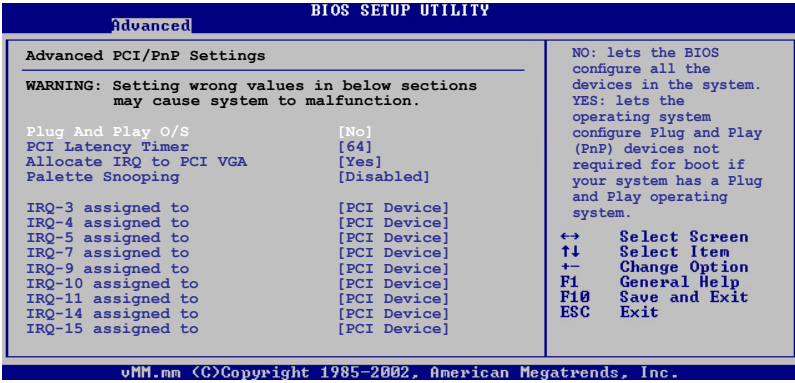 BIOS SETUP UTILITY
Advanced
Advanced PCI/PnP Settings
WARNING: Setting wrong values in below sections
may cause system to malfunction.
Plug And Play O/S [No]
PCI Latency Timer [64]
Allocate IRQ to PCI VGA [Yes]
Palette Snooping [Disabled]
IRQ-3 assigned to [PCI Device]
IRQ-4 assigned to [PCI Device]
IRQ-5 assigned to [PCI Device]
IRQ-7 assigned to [PCI Device]
IRQ-9 assigned to [PCI Device]
IRQ-10 assigned to [PCI Device]
IRQ-11 assigned to [PCI Device]
IRQ-14 assigned to [PCI Device]
IRQ-15 assigned to [PCI Device]
NO: lets the BIOS
configure all the
devices in the system.
YES: lets the
operating system
configure Plug and Play
(PnP) devices not
required for boot if
your system has a Plug
and Play operating
system.
←→ Select Screen
↑↓ Select Item
+- Change Option
F1 General Help
F10 Save and Exit
ESC Exit
vMM.mm (C)Copyright 1985-2002, American Megatrends, Inc.